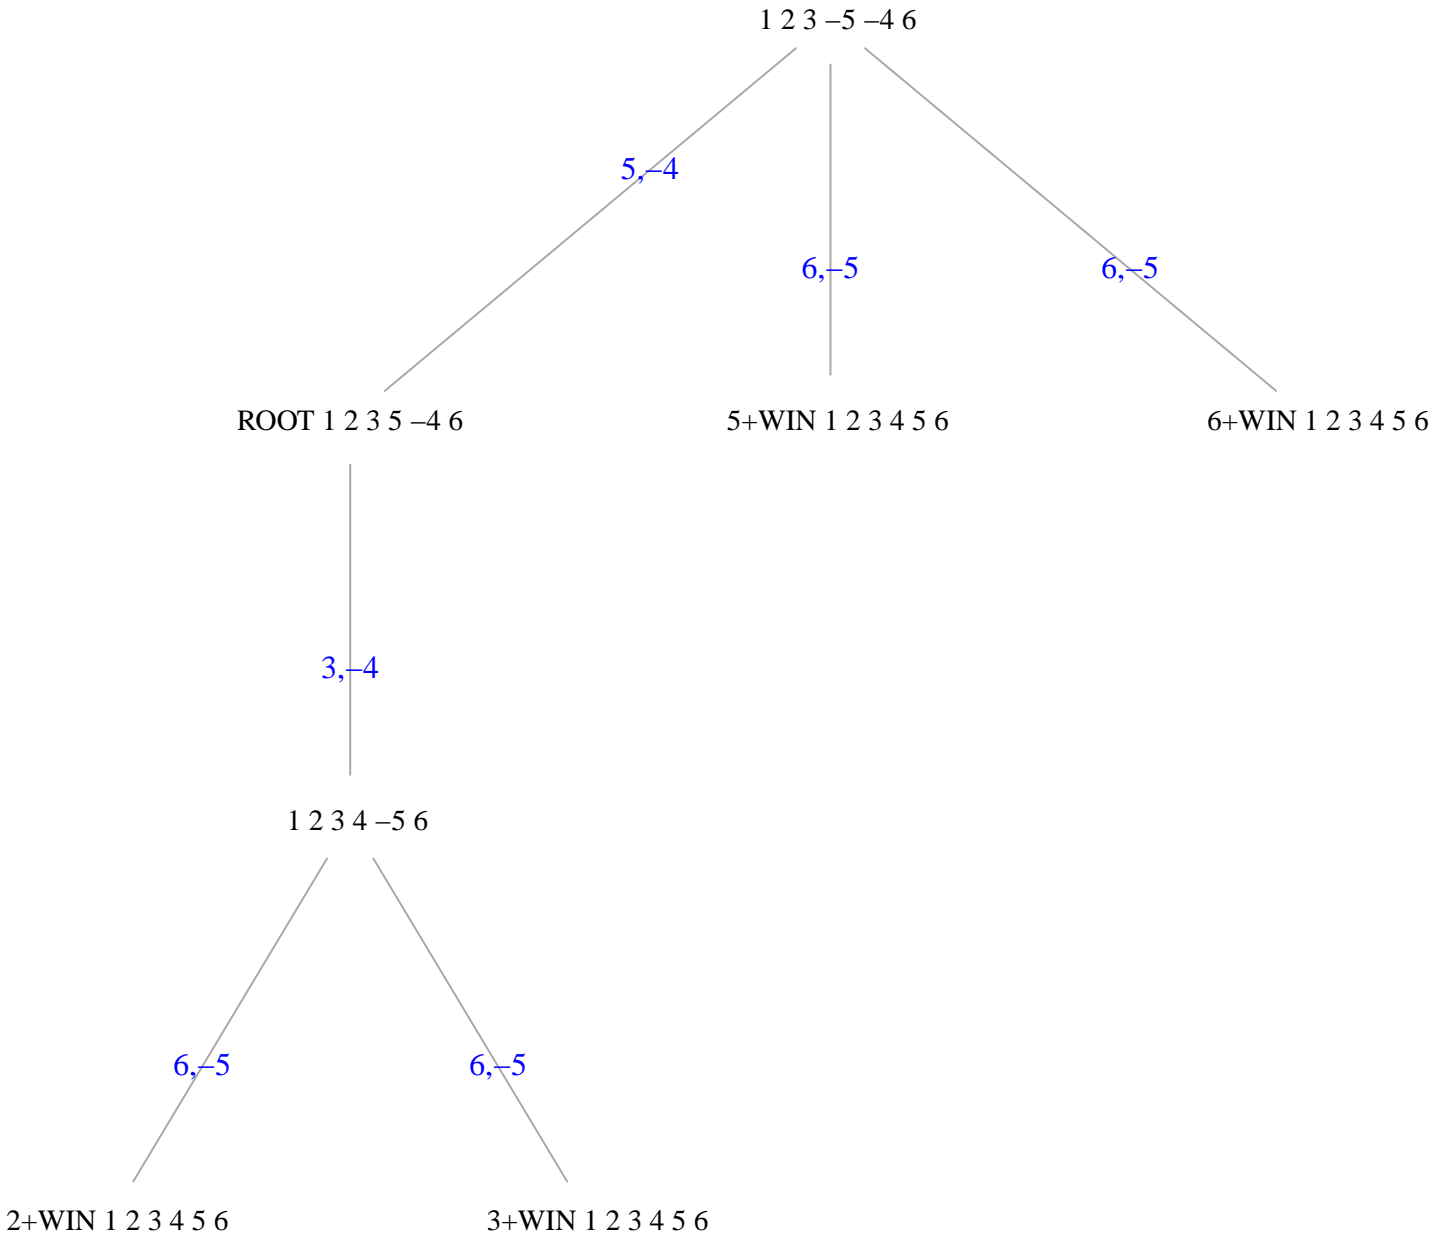 1 2 3 –5 –4 6
5,–4
6,–5
6,–5
ROOT 1 2 3 5 –4 6
5+WIN 1 2 3 4 5 6
6+WIN 1 2 3 4 5 6
3,–4
1 2 3 4 –5 6
6,–5
6,–5
2+WIN 1 2 3 4 5 6
3+WIN 1 2 3 4 5 6